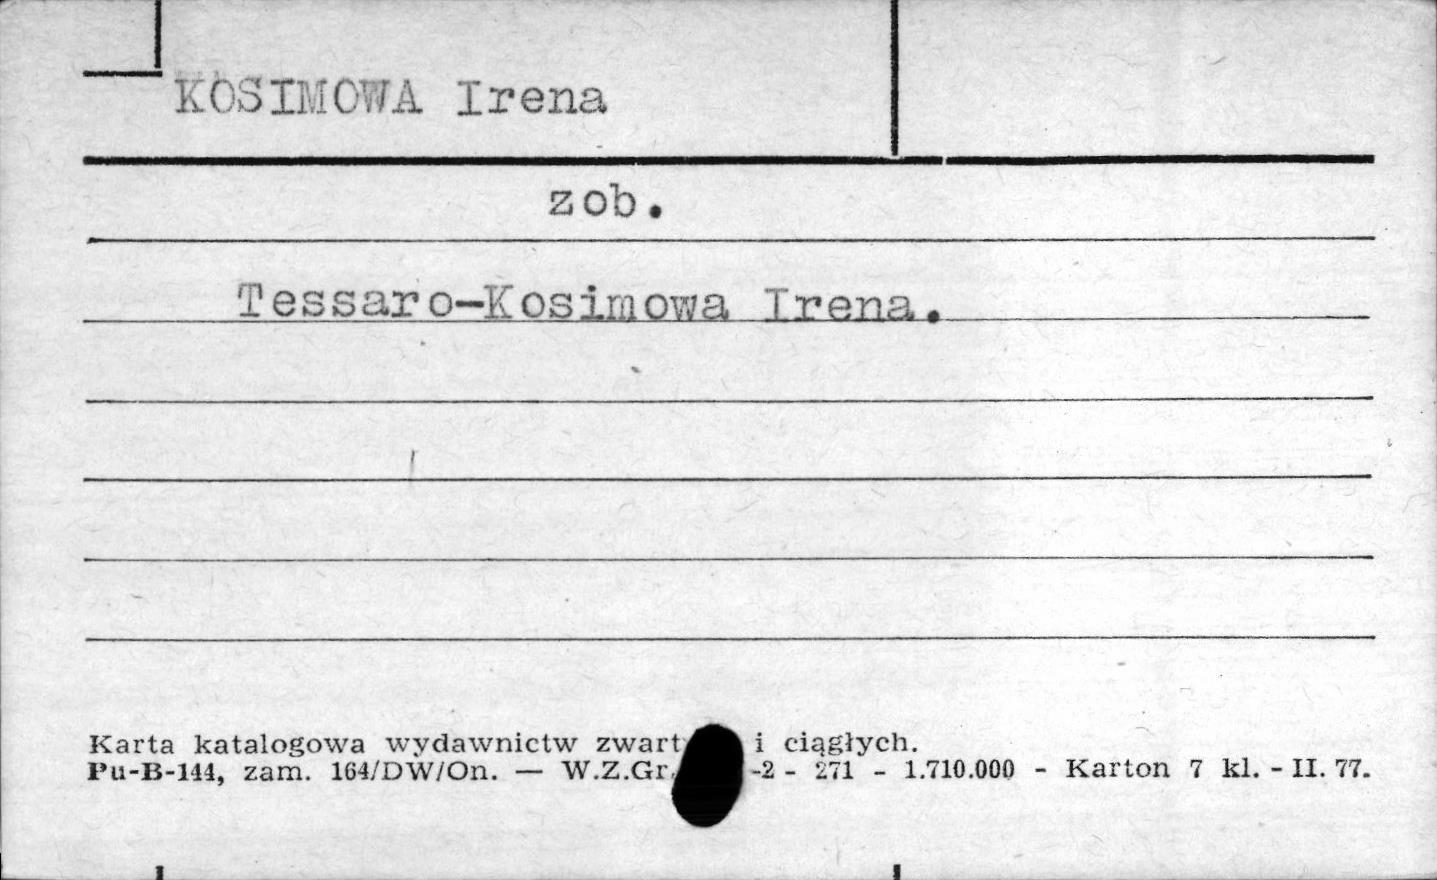 KOSIMOWA Irena
zob.
Tessaro-Kosimowa Irena.
Karta katalogowa wydawnictw zwart i ciągłych.
Pu-B-144, zam. 164/DW/On. — W.Z.Gr. -2 - 271 - 1.710.000 - Karton 7 kl. - II. 77.